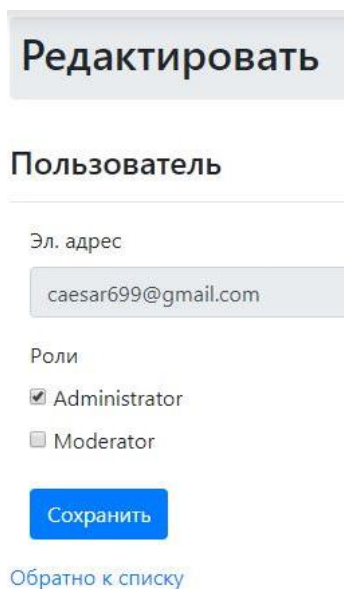 Редактировать
Пользователь
Эл. адрес
caesar699@gmail.com
Роли
Administrator
Moderator
Сохранить
Обратно к списку